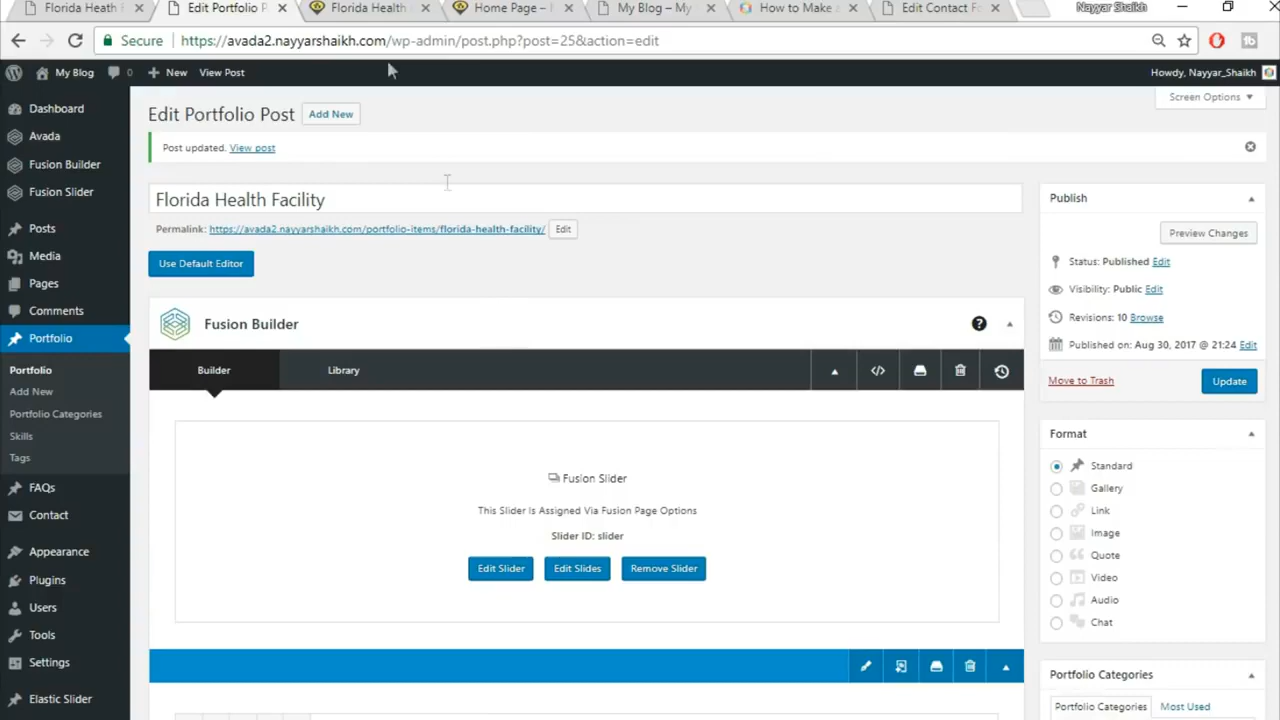 Florida Heath F
Edit Portfolio P
Florida Health
Home Page –
My Blog – My
How to Make a
Edit Contact Fo
Nayyar Shaikh
Secure
https://avada2.nayyarshaikh.com/wp-admin/post.php?post=25&action=edit
My Blog
0
New
View Post
Howdy, Nayyar_Shaikh
Dashboard
Avada
Fusion Builder
Fusion Slider
Posts
Media
Pages
Comments
Portfolio
Portfolio
Add New
Portfolio Categories
Skills
Tags
FAQs
Contact
Appearance
Plugins
Users
Tools
Settings
Elastic Slider
Screen Options
Edit Portfolio Post
Add New
Post updated. View post
Florida Health Facility
Permalink: https://avada2.nayyarshaikh.com/portfolio-items/florida-health-facility/ Edit
Use Default Editor
Fusion Builder
Builder
Library
Fusion Slider
This Slider Is Assigned Via Fusion Page Options
Slider ID: slider
Edit Slider
Edit Slides
Remove Slider
Publish
Preview Changes
Status: Published Edit
Visibility: Public Edit
Revisions: 10 Browse
Published on: Aug 30, 2017 @ 21:24 Edit
Move to Trash
Update
Format
Standard
Gallery
Link
Image
Quote
Video
Audio
Chat
Portfolio Categories
Portfolio Categories
Most Used